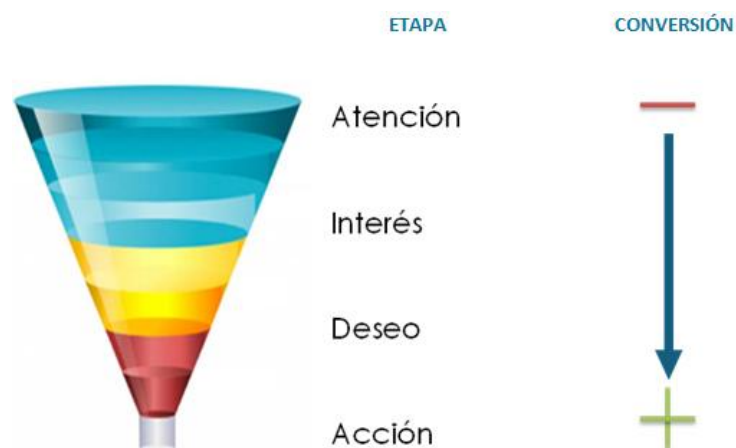 ETAPA CONVERSIÓN
Atención
Interés
Deseo
Acción